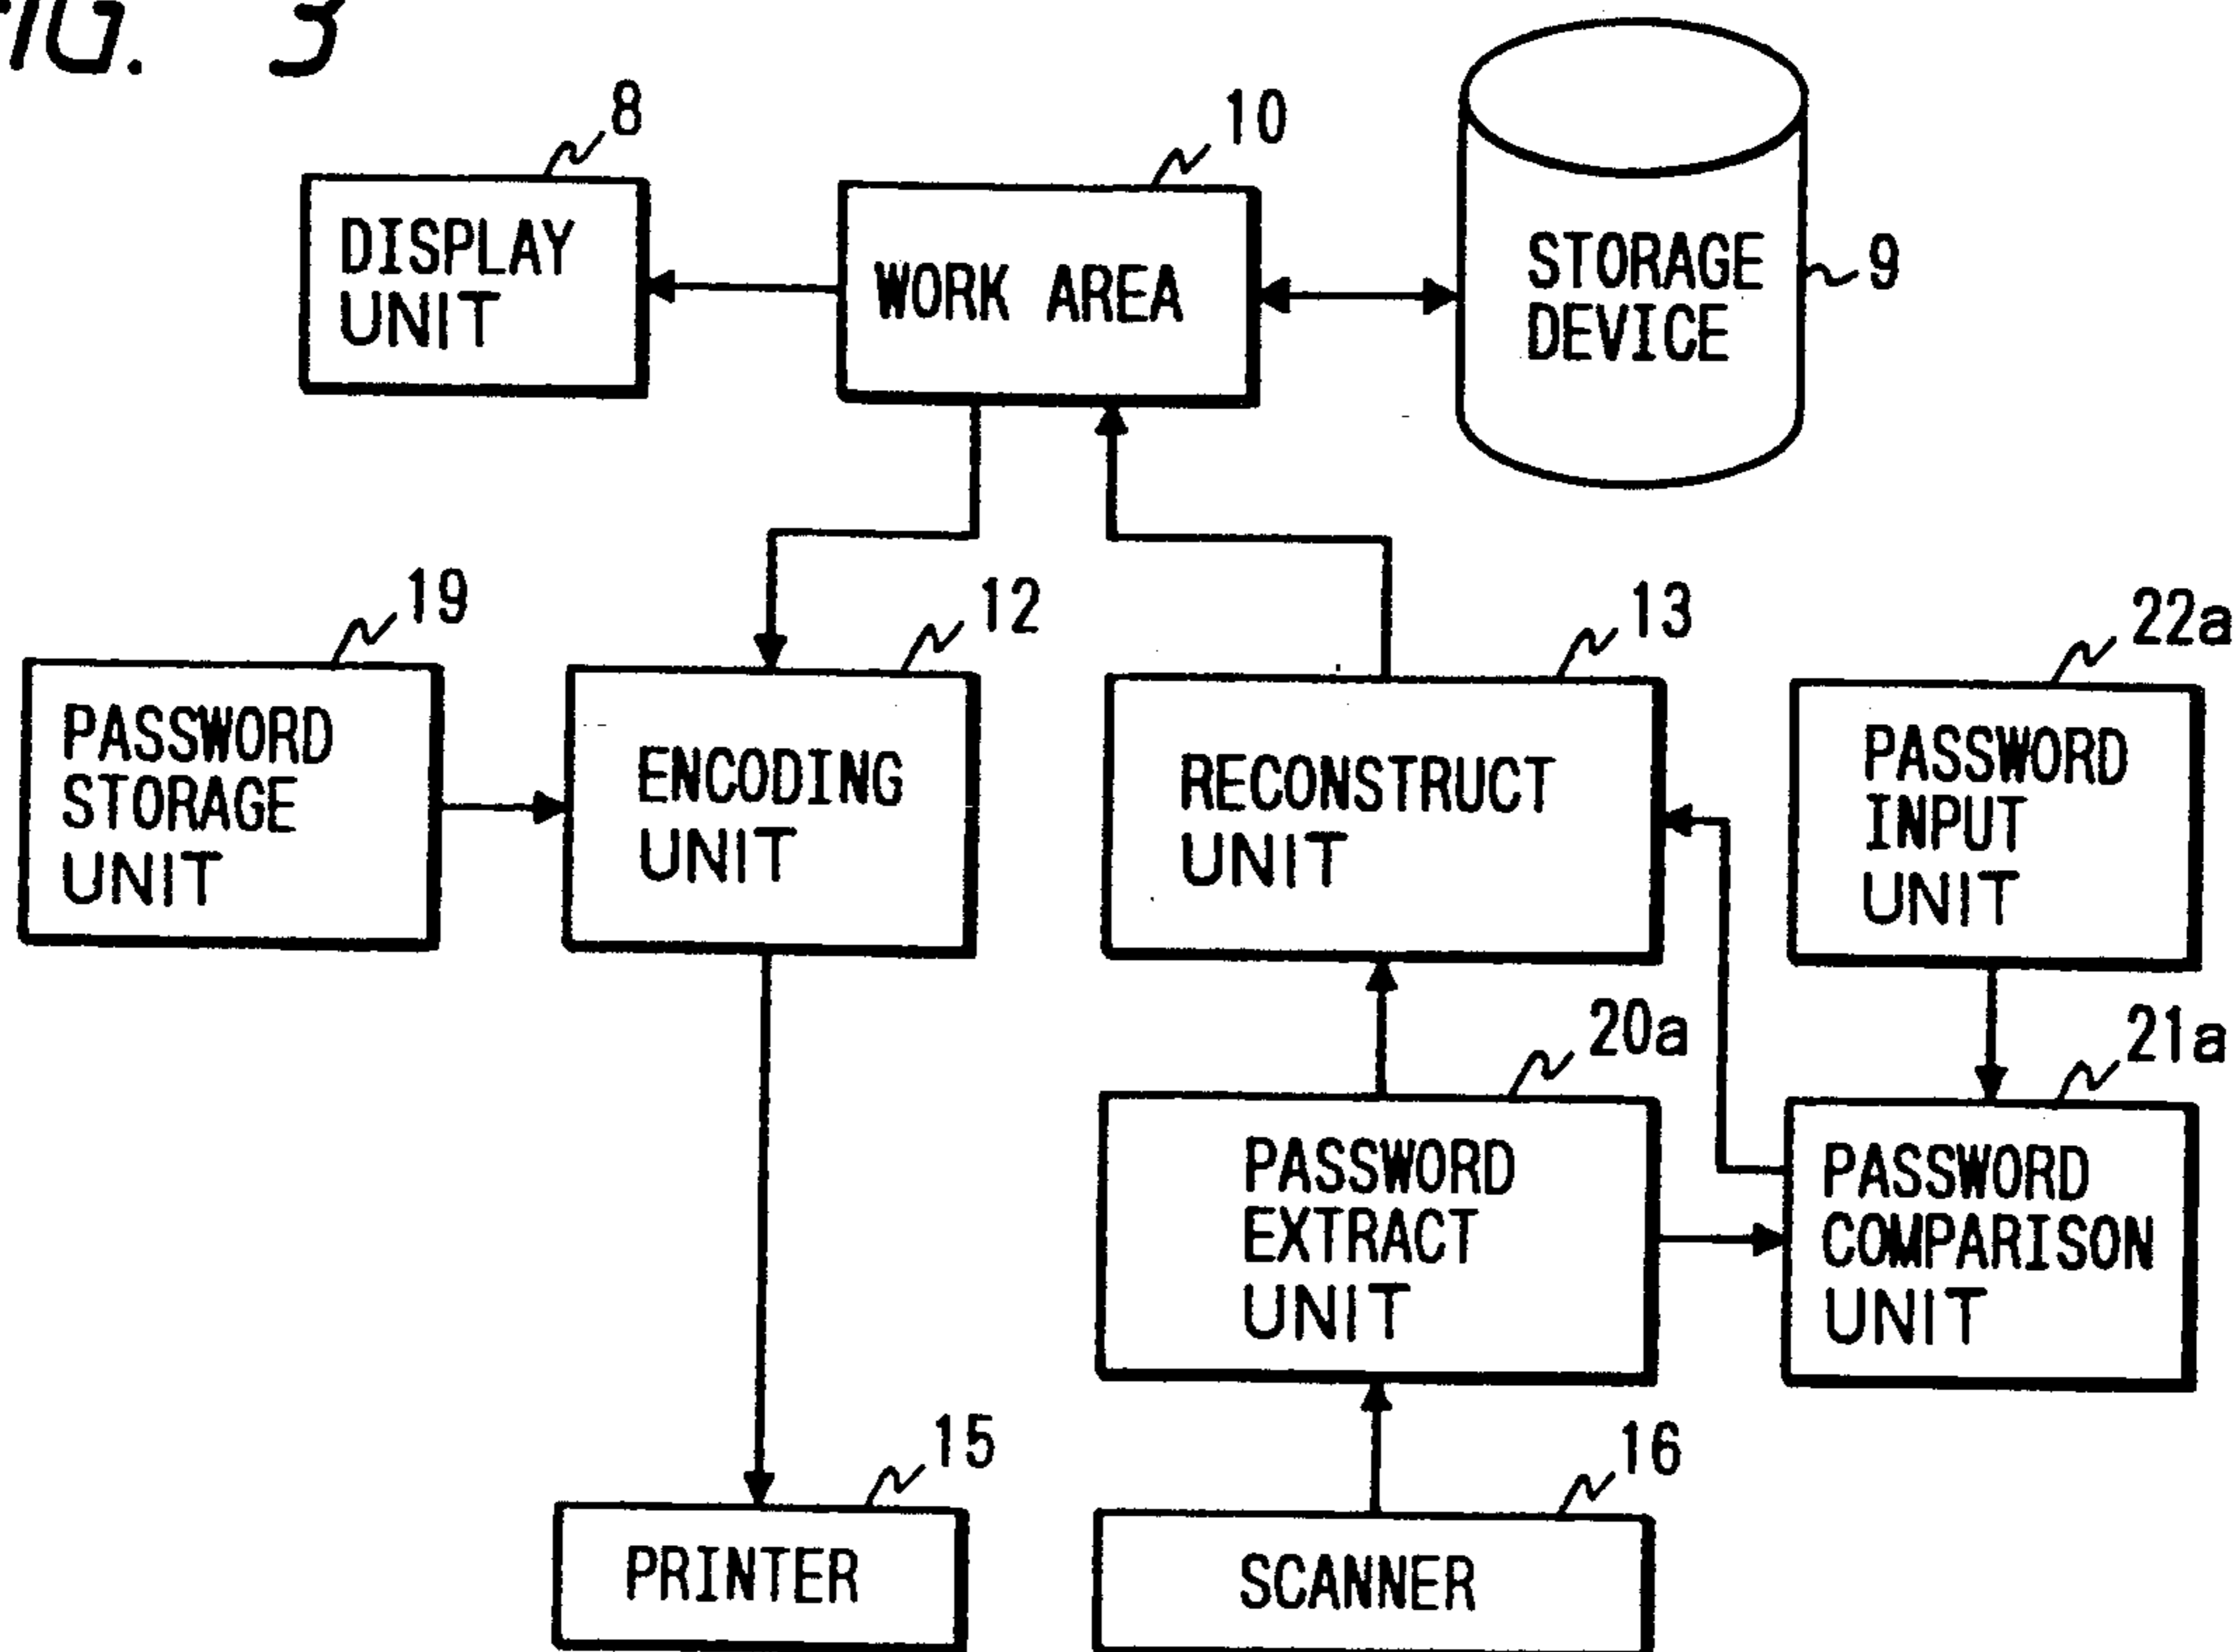 FIG. 3
8
10
DISPLAY
UNIT
WORK AREA
STORAGE
DEVICE
9
19
12
13
22a
PASSWORD
STORAGE
UNIT
ENCODING
UNIT
RECONSTRUCT
UNIT
PASSWORD
INPUT
UNIT
20a
21a
PASSWORD
EXTRACT
UNIT
PASSWORD
COMPARISON
UNIT
15
16
PRINTER
SCANNER